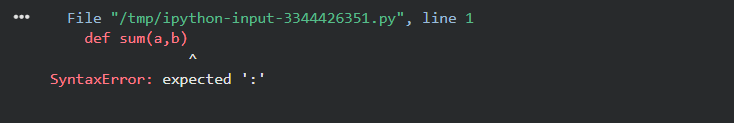 File "/tmp/ipython-input-3344426351.py", line 1
def sum(a,b)
^
SyntaxError: expected ':'